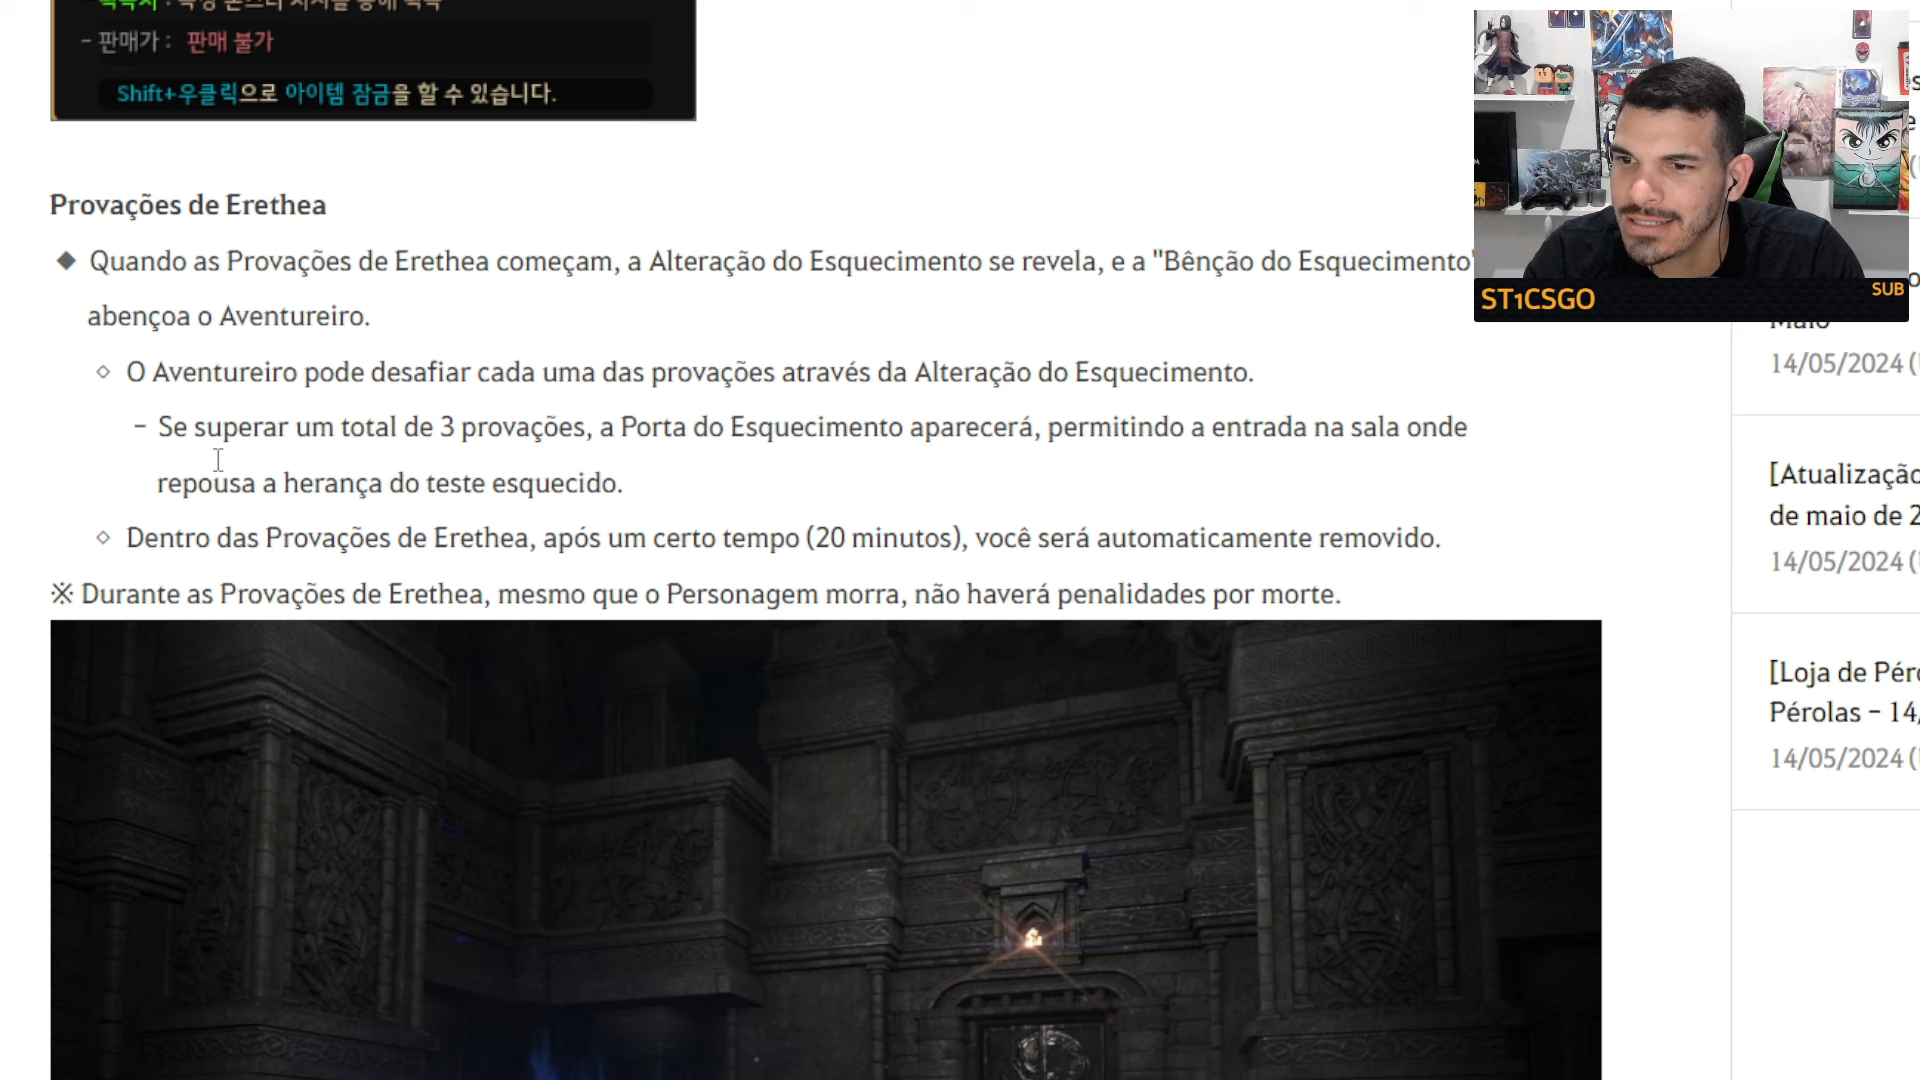 - 판매가 : 판매 불가
Shift+우클릭으로 아이템 잠금을 할 수 있습니다.
Provações de Erethea
◆ Quando as Provações de Erethea começam, a Alteração do Esquecimento se revela, e a "Bênção do Esquecimento"
abençoa o Aventureiro.
◇ O Aventureiro pode desafiar cada uma das provações através da Alteração do Esquecimento.
- Se superar um total de 3 provações, a Porta do Esquecimento aparecerá, permitindo a entrada na sala onde
repousa a herança do teste esquecido.
◇ Dentro das Provações de Erethea, após um certo tempo (20 minutos), você será automaticamente removido.
※ Durante as Provações de Erethea, mesmo que o Personagem morra, não haverá penalidades por morte.
ST1CSGO
SUB
Maio
14/05/2024 (
[Atualização
de maio de 2
14/05/2024 (
[Loja de Péro
Pérolas - 14/
14/05/2024 (